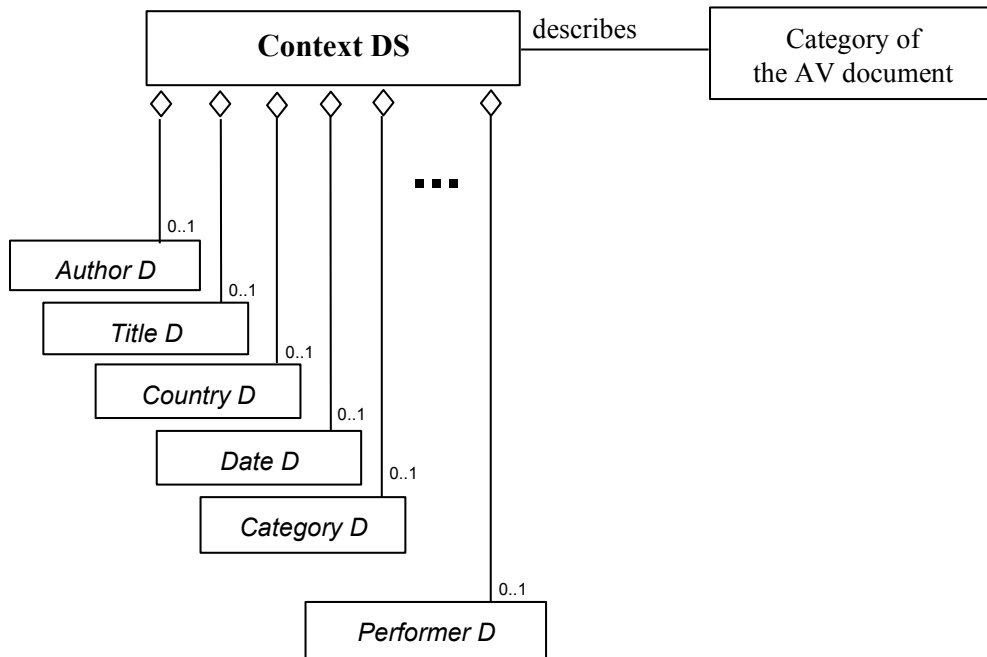 Context DS
describes
Category of
the AV document
0..1
Author D
0..1
Title D
0..1
Country D
0..1
Date D
0..1
Category D
0..1
Performer D